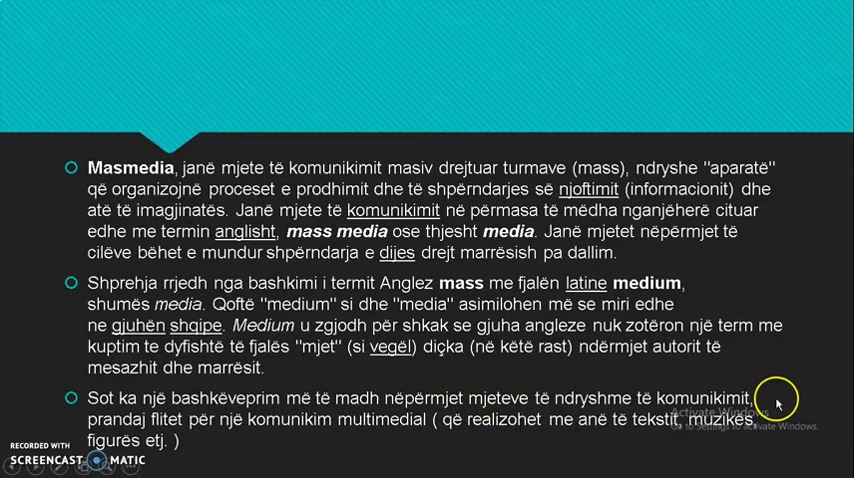 Masmedia, janë mjete të komunikimit masiv drejtuar turmave (mass), ndryshe "aparatë"
që organizojnë proceset e prodhimit dhe të shpërndarjes së njoftimit (informacionit) dhe
atë të imagjinatës. Janë mjete të komunikimit në përmasa të mëdha nganjëherë cituar
edhe me termin anglisht, mass media ose thjesht media. Janë mjetet nëpërmjet të
cilëve bëhet e mundur shpërndarja e dijes drejt marrësish pa dallim.
Shprehja rrjedh nga bashkimi i termit Anglez mass me fjalën latine medium,
shumës media. Qoftë "medium" si dhe "media" asimilohen më se miri edhe
ne gjuhën shqipe. Medium u zgjodh për shkak se gjuha angleze nuk zotëron një term me
kuptim te dyfishtë të fjalës "mjet" (si vegël) diçka (në këtë rast) ndërmjet autorit të
mesazhit dhe marrësit.
Sot ka një bashkëveprim më të madh nëpërmjet mjeteve të ndryshme të komunikimit,
prandaj flitet për një komunikim multimedial ( që realizohet me anë të tekstit, muzikës,
figurës etj. )
Activate Windows
Go to Settings to activate Windows.
RECORDED WITH
SCREENCAST MATIC